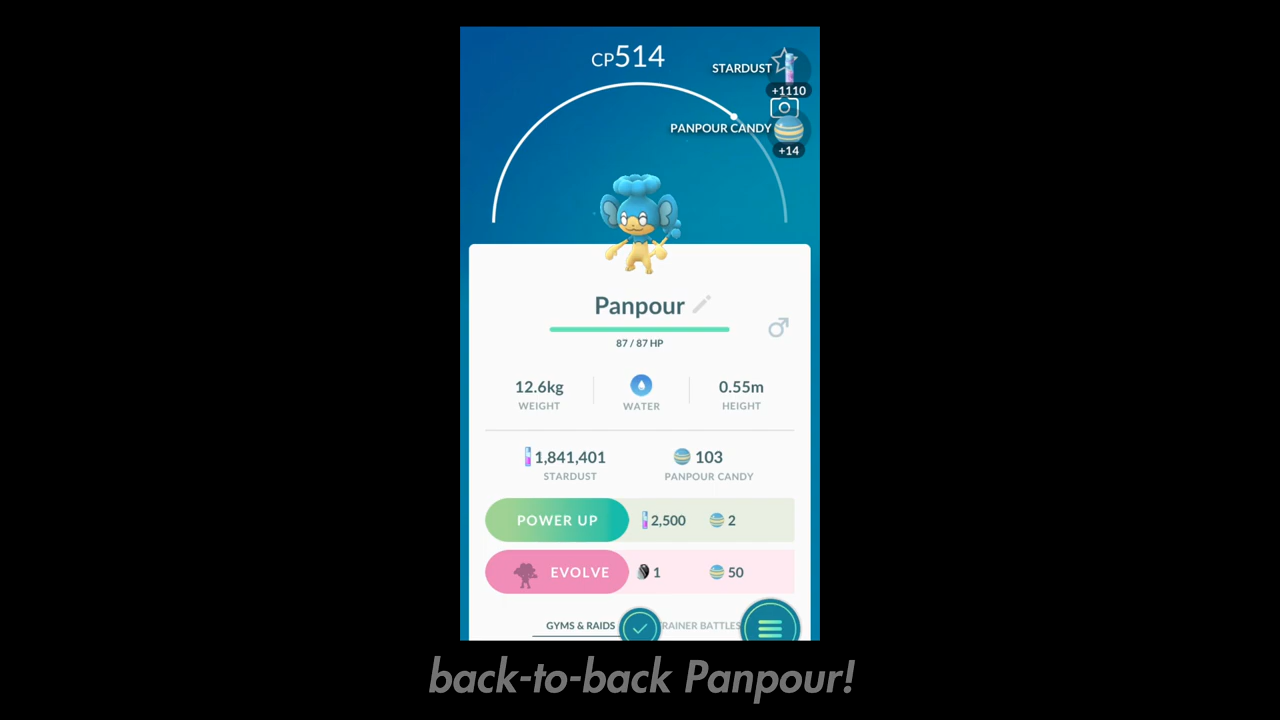 CP514
STARDUST
+1110
PANPOUR CANDY
+14
Panpour
87 / 87 HP
12.6kg
WEIGHT
WATER
0.55m
HEIGHT
1,841,401
STARDUST
103
PANPOUR CANDY
POWER UP 2,500 2
EVOLVE 1 50
GYMS & RAIDS TRAINER BATTLES
back-to-back Panpour!